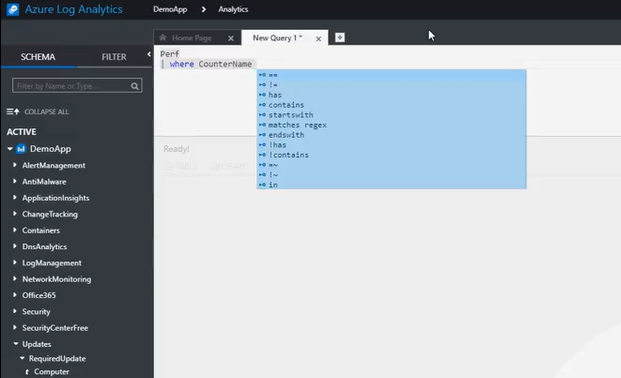 Azure Log Analytics
DemoApp > Analytics
Home Page
New Query 1 *
SCHEMA
FILTER
Filter by Name or Type...
COLLAPSE ALL
ACTIVE
DemoApp
AlertManagement
AntiMalware
ApplicationInsights
ChangeTracking
Containers
DnsAnalytics
LogManagement
NetworkMonitoring
Office365
Security
SecurityCenterFree
Updates
RequiredUpdate
t Computer
Perf
| where CounterName
==
!=
has
contains
startswith
matches regex
endswith
!has
!contains
=~
!~
in
Ready!